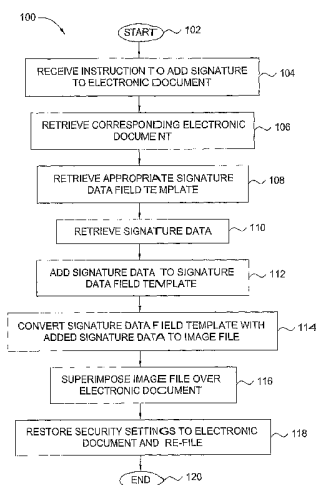 100
START
102
RECEIVE INSTRUCTION TO ADD SIGNATURE
TO ELECTRONIC DOCUMENT
104
RETRIEVE CORRESPONDING ELECTRONIC
DOCUMENT
106
RETRIEVE APPROPRIATE SIGNATURE
DATA FIELD TEMPLATE
108
RETRIEVE SIGNATURE DATA
110
ADD SIGNATURE DATA TO SIGNATURE
DATA FIELD TEMPLATE
112
CONVERT SIGNATURE DATA FIELD TEMPLATE WITH
ADDED SIGNATURE DATA TO IMAGE FILE
114
SUPERIMPOSE IMAGE FILE OVER
ELECTRONIC DOCUMENT
116
RESTORE SECURITY SETTINGS TO ELECTRONIC
DOCUMENT AND RE-FILE
118
END
120